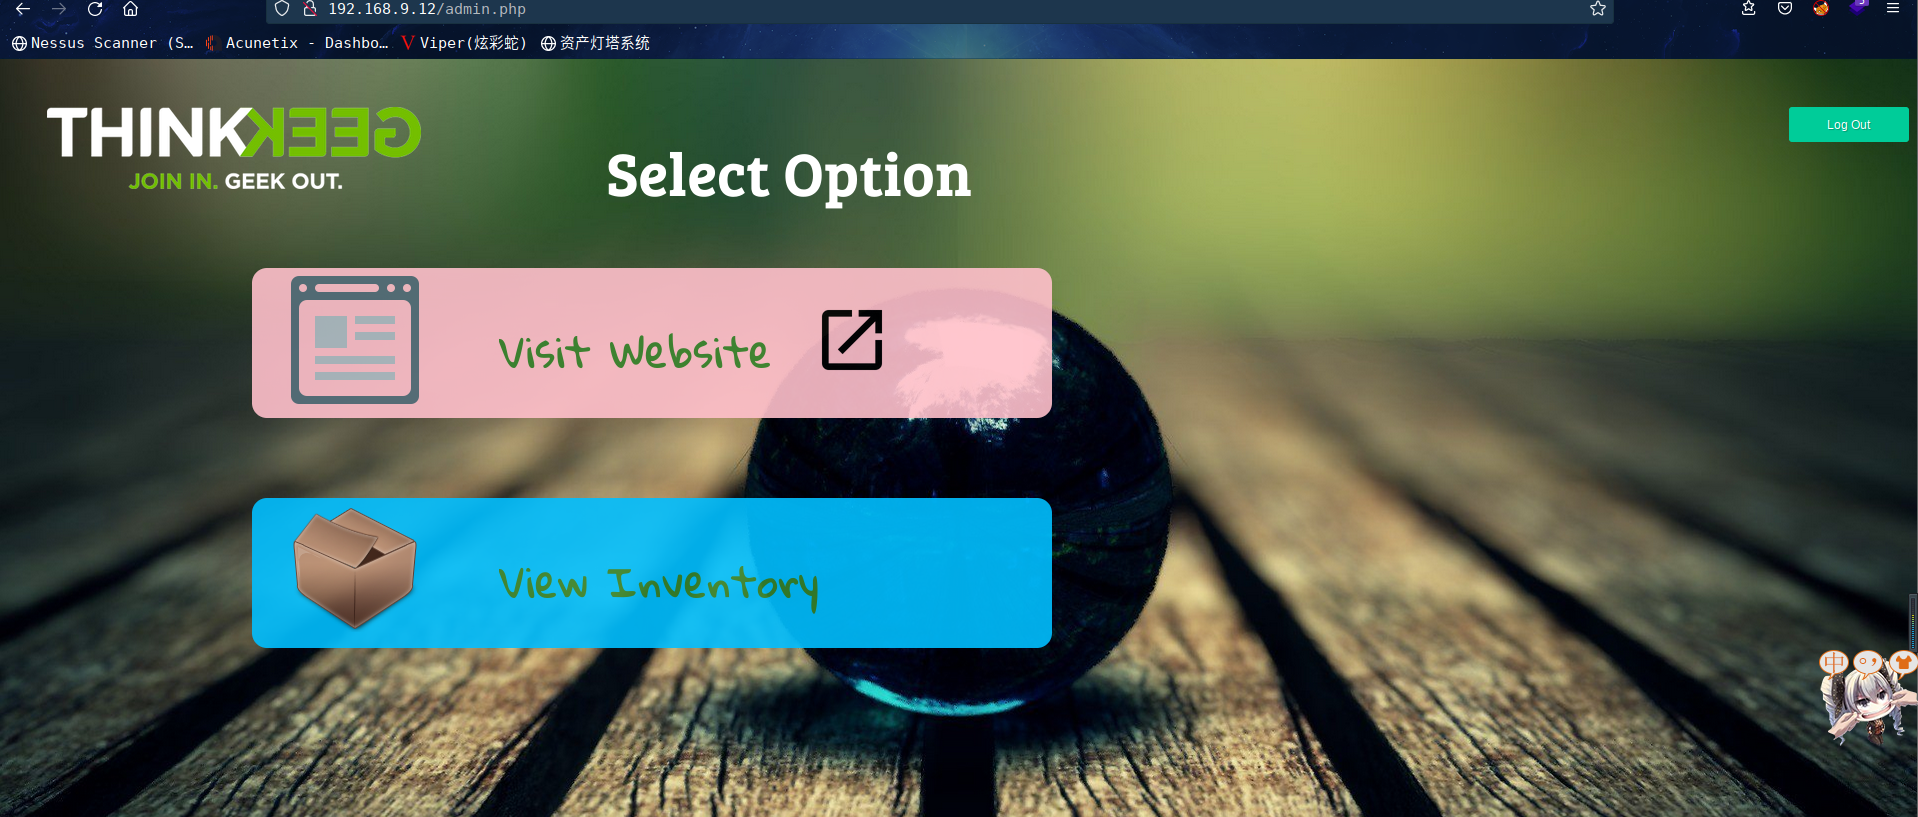 192.168.9.12/admin.php
Nessus Scanner (S… Acunetix - Dashbo… Viper(炫彩蛇) 资产灯塔系统
THINKGEEK
JOIN IN. GEEK OUT.
Log Out
Select Option
Visit Website
View Inventory
中